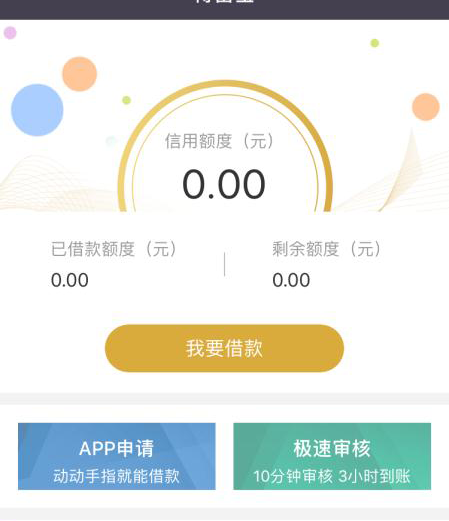 信用额度（元）
0.00
已借款额度（元）
剩余额度（元）
0.00
0.00
我要借款
APP申请
极速审核
动动手指就能借款
10分钟审核 3小时到账